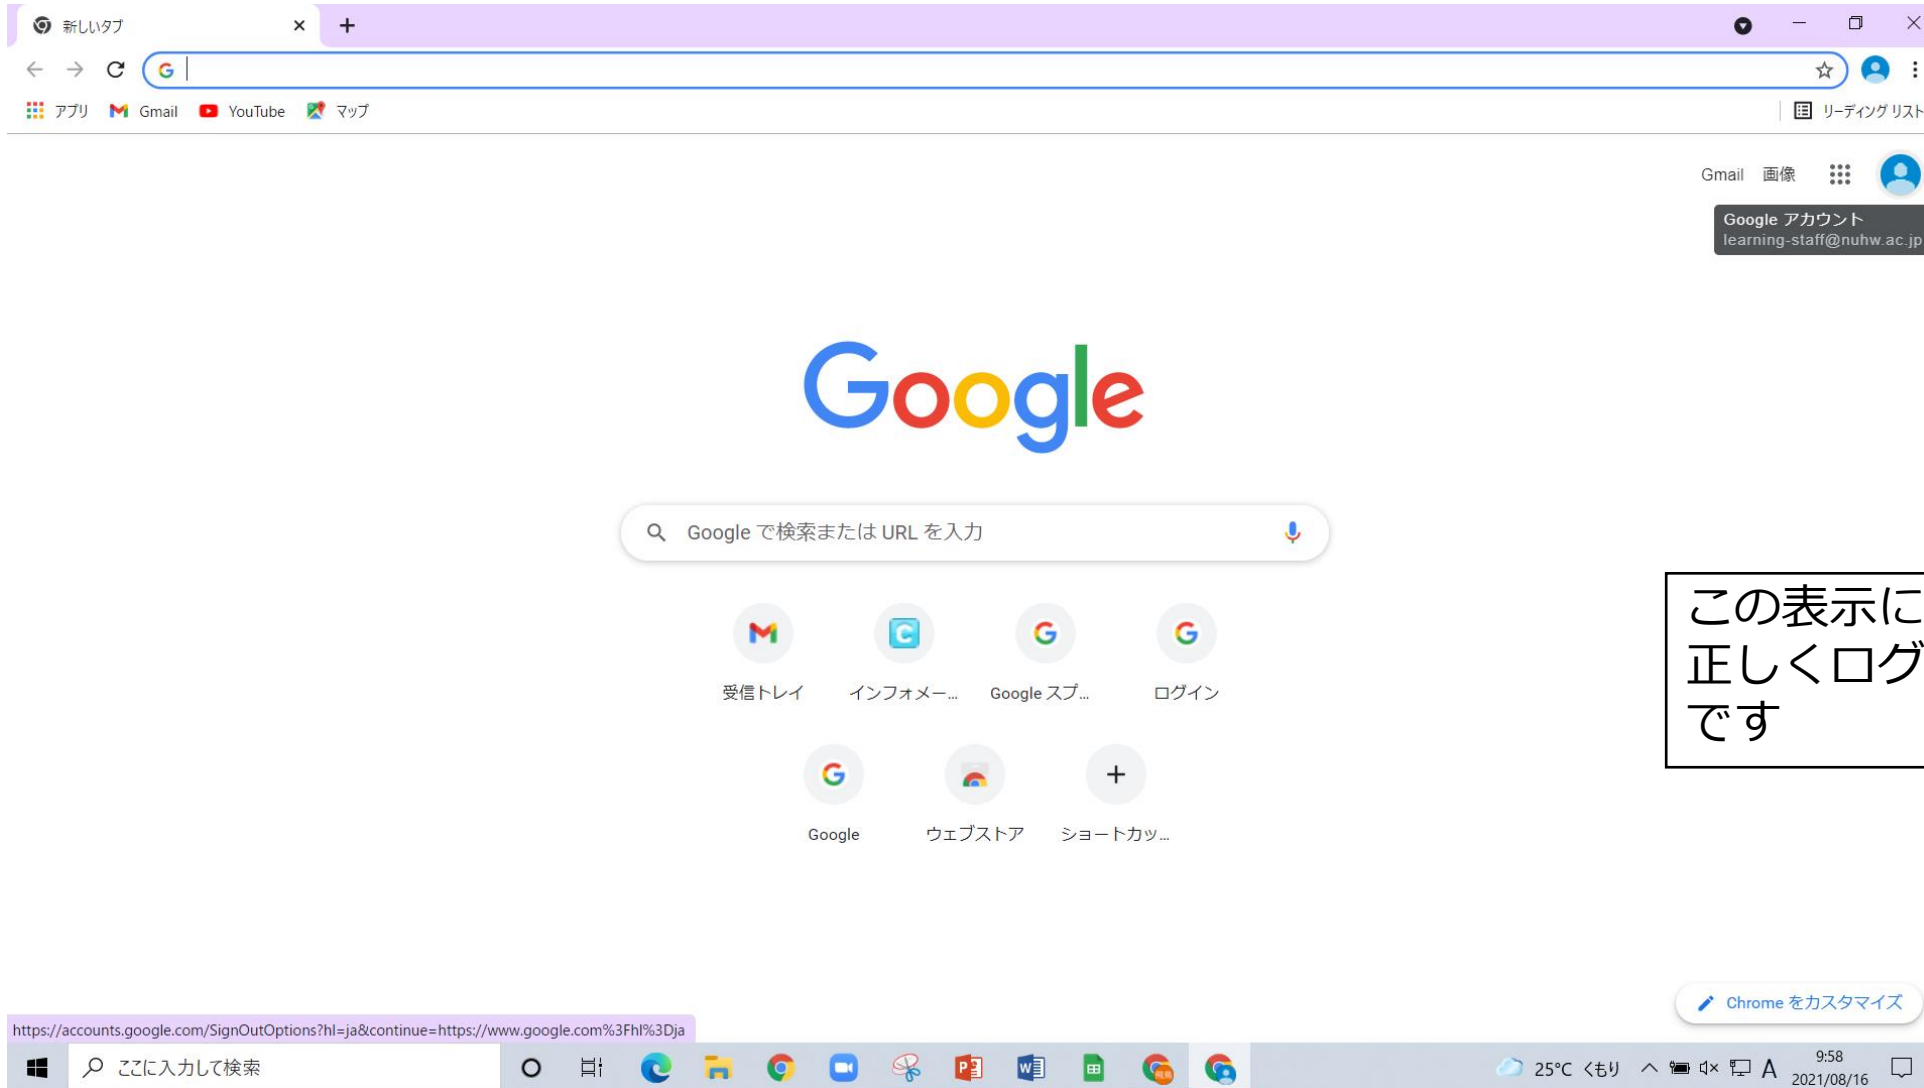 新しいタブ
アプリ Gmail YouTube マップ
リーディング リスト
Gmail 画像
Google アカウント
learning-staff@nuhw.ac.jp
Google
Google で検索または URL を入力
受信トレイ インフォメー... Google スプ... ログイン
この表示に
正しくログ
です
Google ウェブストア ショートカッ...
Chrome をカスタマイズ
https://accounts.google.com/SignOutOptions?hl=ja&continue=https://www.google.com%3Fhl%3Dja
ここに入力して検索
25°C くもり A 9:58
2021/08/16